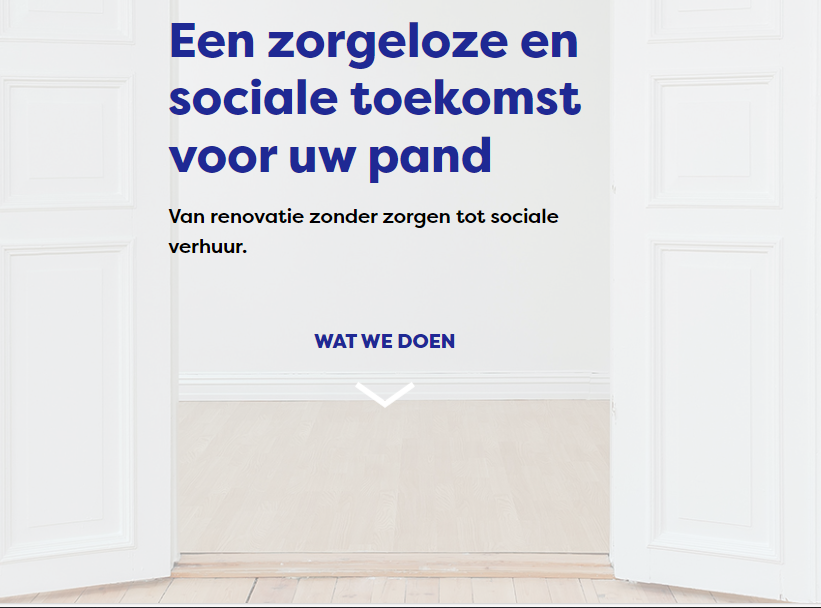 Een zorgeloze en
sociale toekomst
voor uw pand
Van renovatie zonder zorgen tot sociale
verhuur.
WAT WE DOEN